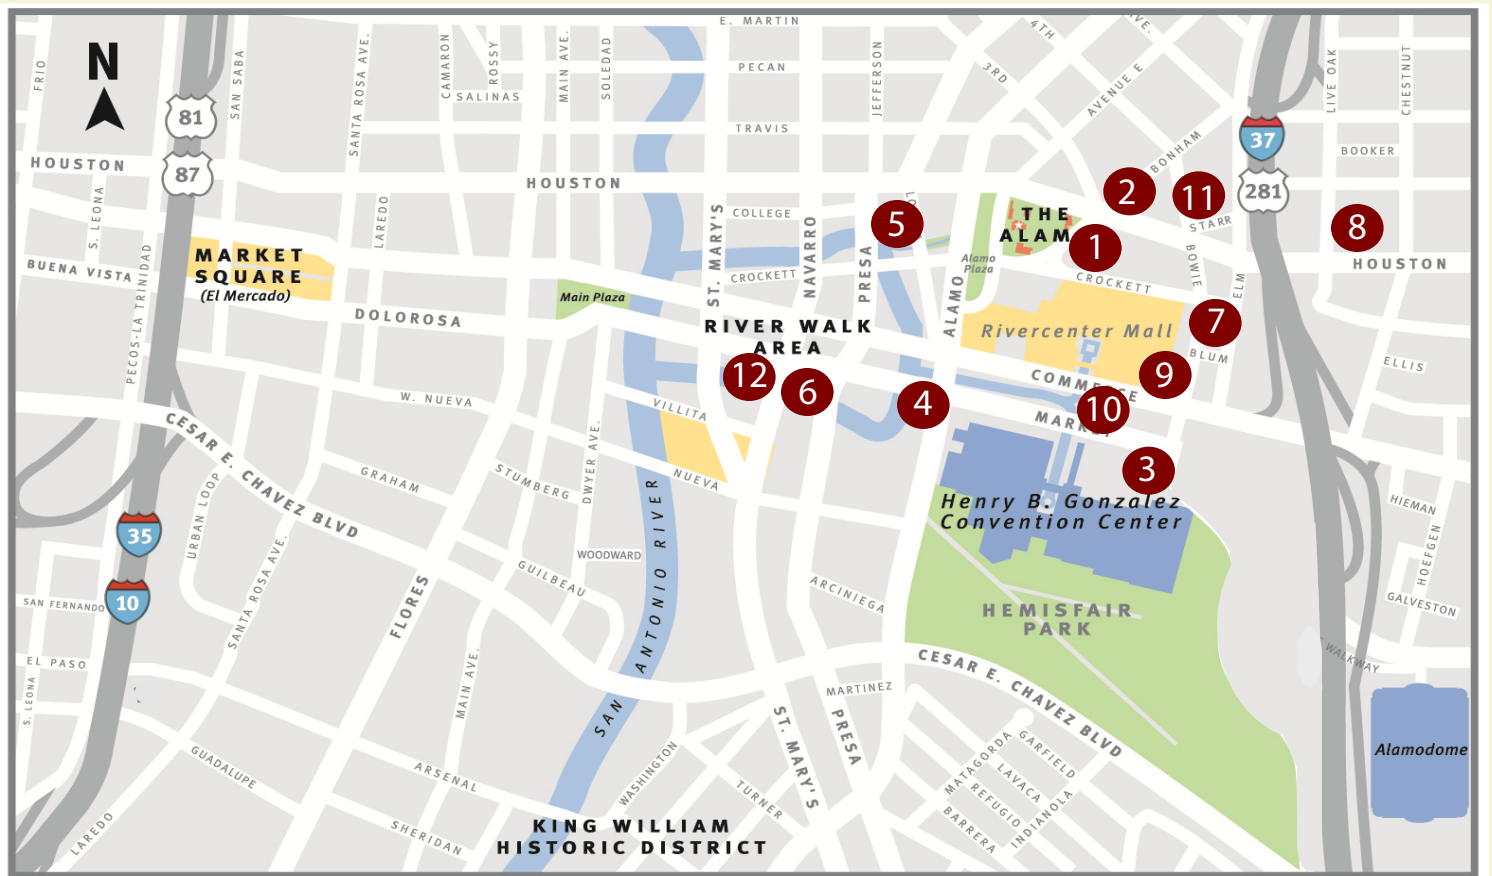 E. MARTIN
N
FRIO
SAN SABA
SANTA ROSA AVE.
CAMARON
ROSSY
MAIN AVE.
SOLEDAD
PECAN
SALINAS
JEFFERSON
4TH
AVE.
3RD
AVENUE E
LIVE OAK
CHESTNUT
81
TRAVIS
37
BONHAM
BOOKER
HOUSTON
87
HOUSTON
2
11
281
S. LEONA
LAREDO
ST. MARY'S
COLLEGE
NAVARRO
5
THE
ALAM
1
STARR
8
HOUSTON
MARKET
SQUARE
(El Mercado)
BUENA VISTA
PECOS-LA TRINIDAD
CROCKETT
PRESA
Alamo
Plaza
CROCKETT
BOWIE
ELM
Main Plaza
DOLOROSA
ALAMO
RIVER WALK
AREA
Rivercenter Mall
7
BLUM
ELLIS
12
6
4
COMMERCE
9
10
MARK
W. NUEVA
VILLITA
CESAR E. CHAVEZ BLVD
GRAHAM
STUMBERG
DWYER AVE.
NUEVA
3
Henry B. Gonzalez
Convention Center
HIEMAN
URBAN LOOP
35
SAN ANTONIO RIVER
WOODWARD
HOEFGEN
SANTA ROSA AVE.
GUILBEAU
ARCINIEGA
10
SAN FERNANDO
FLORES
HEMISFAIR
PARK
GALVESTON
EL PASO
WALKWAY
S. LEONA
MAIN AVE.
MARTINEZ
CESAR E. CHAVEZ BLVD
ST. MARY'S
PRESA
GUADALUPE
ARSENAL
WASHINGTON
TURNER
MATAGORDA
GARFIELD
LAVACA
REFUGIO
INDIANOLA
BARRERA
Alamodome
LAREDO
SHERIDAN
KING WILLIAM
HISTORIC DISTRICT